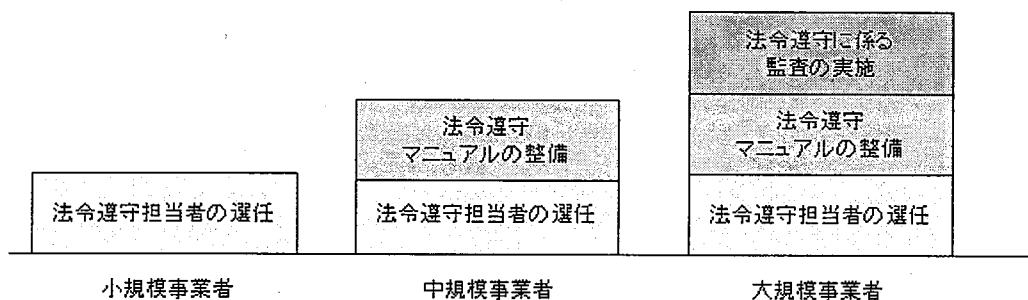 法令遵守に係る
監査の実施
法令遵守
マニュアルの整備
法令遵守
マニュアルの整備
法令遵守担当者の選任
法令遵守担当者の選任
法令遵守担当者の選任
小規模事業者
中規模事業者
大規模事業者